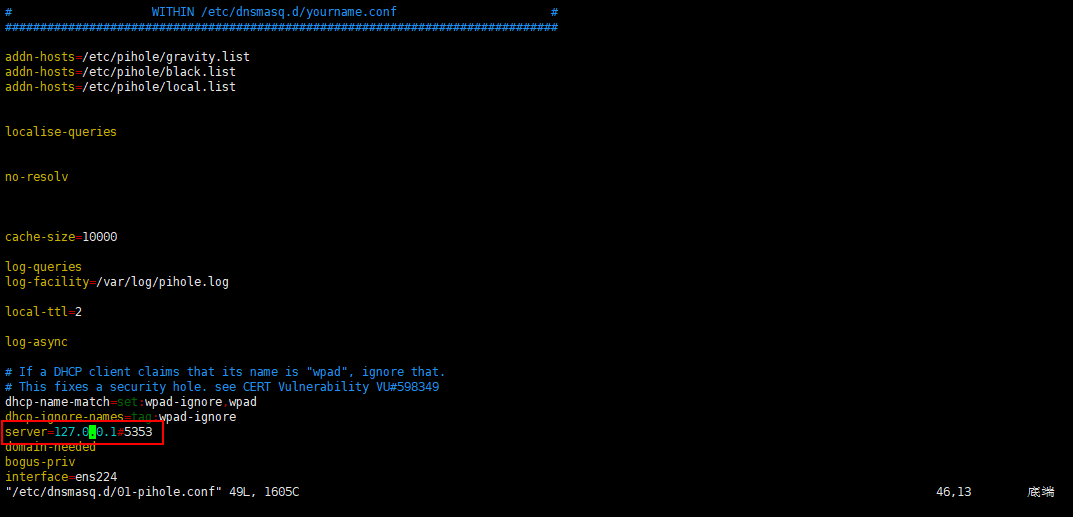 # WITHIN /etc/dnsmasq.d/yourname.conf #
###############################################################################
addn-hosts=/etc/pihole/gravity.list
addn-hosts=/etc/pihole/black.list
addn-hosts=/etc/pihole/local.list
localise-queries
no-resolv
cache-size=10000
log-queries
log-facility=/var/log/pihole.log
local-ttl=2
log-async
# If a DHCP client claims that its name is "wpad", ignore that.
# This fixes a security hole. see CERT Vulnerability VU#598349
dhcp-name-match=set:wpad-ignore,wpad
dhcp-ignore-names=tag:wpad-ignore
server=127.0.0.1#5353
domain-needed
bogus-priv
interface=ens224
"/etc/dnsmasq.d/01-pihole.conf" 49L, 1605C 46,13 底端